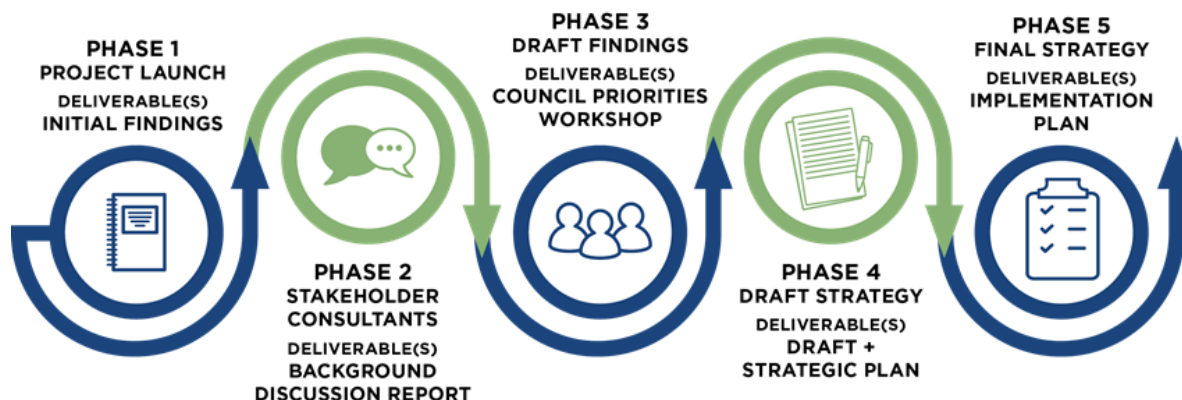 PHASE 1
PROJECT LAUNCH
DELIVERABLE(S)
INITIAL FINDINGS
PHASE 2
STAKEHOLDER
CONSULTANTS
DELIVERABLE(S)
BACKGROUND
DISCUSSION REPORT
PHASE 3
DRAFT FINDINGS
DELIVERABLE(S)
COUNCIL PRIORITIES
WORKSHOP
PHASE 4
DRAFT STRATEGY
DELIVERABLE(S)
DRAFT +
STRATEGIC PLAN
PHASE 5
FINAL STRATEGY
DELIVERABLE(S)
IMPLEMENTATION
PLAN